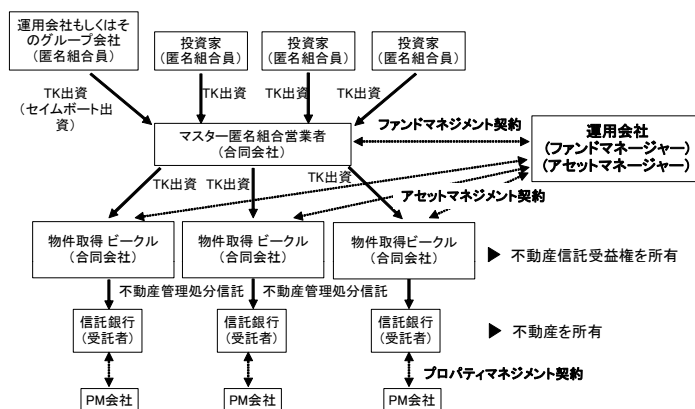 運用会社もしくはそ
のグループ会社
(匿名組合員)
投資家
(匿名組合員)
投資家
(匿名組合員)
投資家
(匿名組合員)
TK出資
(セイムボート出
資)
TK出資
TK出資
TK出資
マスター匿名組合営業者
(合同会社)
ファンドマネジメント契約
運用会社
(ファンドマネージャー)
(アセットマネージャー)
TK出資
TK出資
TK出資
アセットマネジメント契約
物件取得 ビークル
(合同会社)
物件取得 ビークル
(合同会社)
物件取得 ビークル
(合同会社)
▶ 不動産信託受益権を所有
不動産管理処分信託
不動産管理処分信託
信託銀行
(受託者)
信託銀行
(受託者)
信託銀行
(受託者)
▶ 不動産を所有
プロパティマネジメント契約
PM会社
PM会社
PM会社